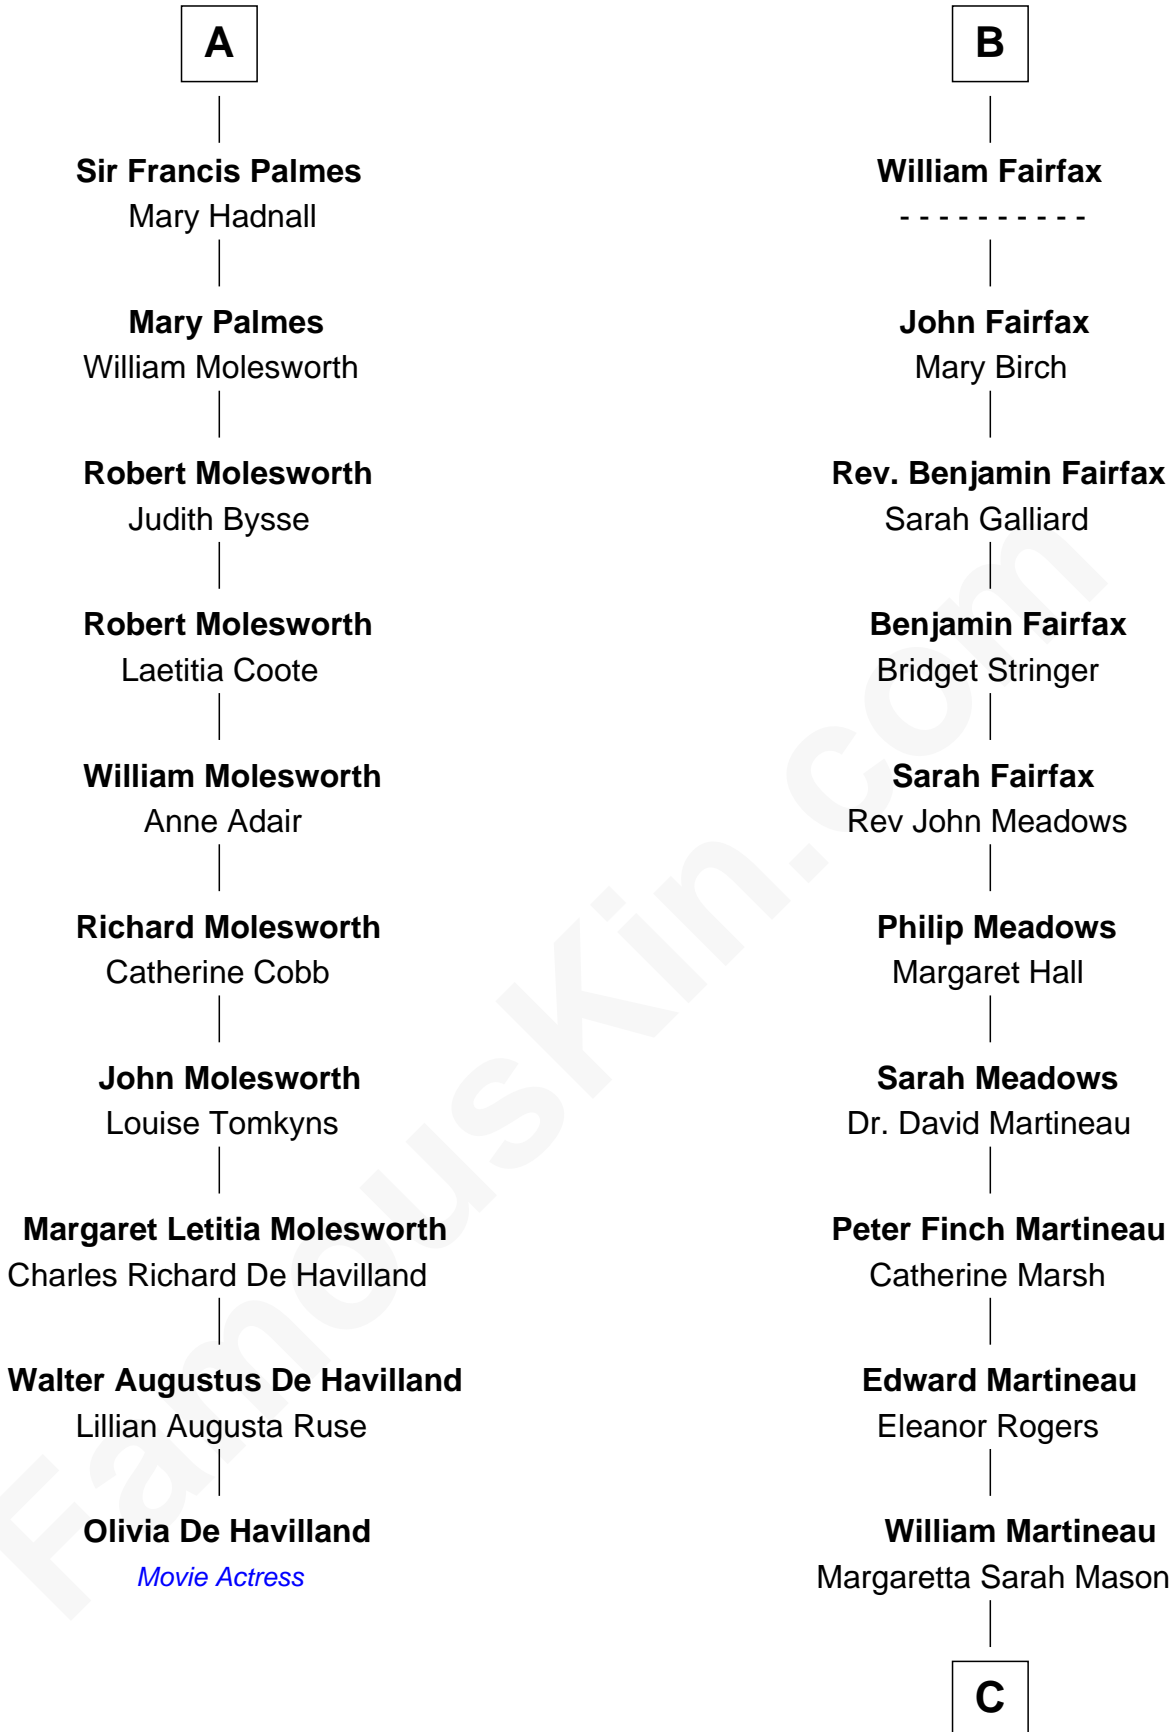 A
Sir Francis Palmes
Mary Hadnall
Mary Palmes
William Molesworth
Robert Molesworth
Judith Bysse
Robert Molesworth
Laetitia Coote
William Molesworth
Anne Adair
Richard Molesworth
Catherine Cobb
John Molesworth
Louise Tomkyns
Margaret Letitia Molesworth
Charles Richard De Havilland
Walter Augustus De Havilland
Lillian Augusta Ruse
Olivia De Havilland
Movie Actress
B
William Fairfax
- - - - - - - - - -
John Fairfax
Mary Birch
Rev. Benjamin Fairfax
Sarah Galliard
Benjamin Fairfax
Bridget Stringer
Sarah Fairfax
Rev John Meadows
Philip Meadows
Margaret Hall
Sarah Meadows
Dr. David Martineau
Peter Finch Martineau
Catherine Marsh
Edward Martineau
Eleanor Rogers
William Martineau
Margaretta Sarah Mason
C
FamousKin.com